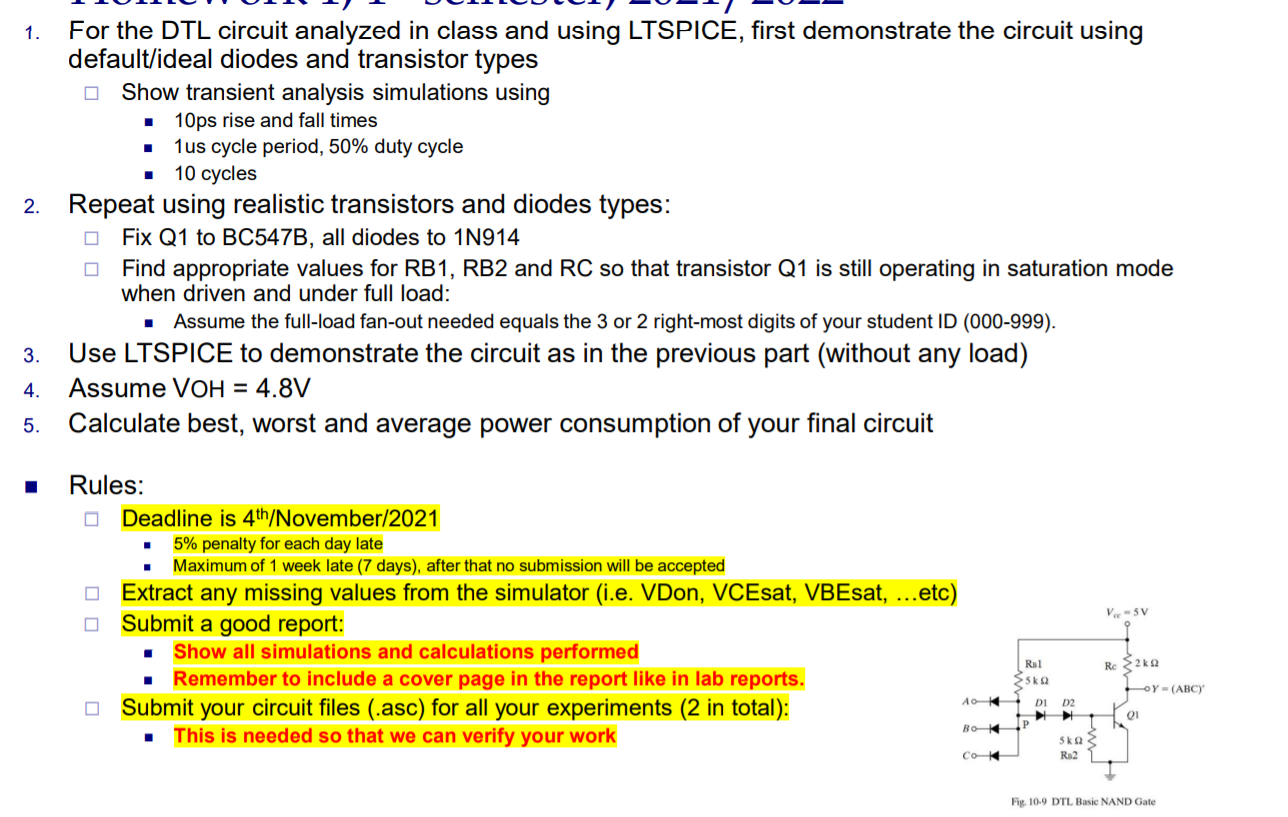 Homework 1, 1st semester, 2021/2022
1. For the DTL circuit analyzed in class and using LTSPICE, first demonstrate the circuit using
default/ideal diodes and transistor types
Show transient analysis simulations using
10ps rise and fall times
1us cycle period, 50% duty cycle
10 cycles
2. Repeat using realistic transistors and diodes types:
Fix Q1 to BC547B, all diodes to 1N914
Find appropriate values for RB1, RB2 and RC so that transistor Q1 is still operating in saturation mode
when driven and under full load:
Assume the full-load fan-out needed equals the 3 or 2 right-most digits of your student ID (000-999).
3. Use LTSPICE to demonstrate the circuit as in the previous part (without any load)
4. Assume VOH = 4.8V
5. Calculate best, worst and average power consumption of your final circuit
Rules:
Deadline is 4th/November/2021
5% penalty for each day late
Maximum of 1 week late (7 days), after that no submission will be accepted
Extract any missing values from the simulator (i.e. VDon, VCEsat, VBEsat, ...etc)
Submit a good report:
Show all simulations and calculations performed
Remember to include a cover page in the report like in lab reports.
Submit your circuit files (.asc) for all your experiments (2 in total):
This is needed so that we can verify your work
Vcc = 5 V
RB1
5 kΩ
Rc 2 kΩ
Y = (ABC)'
A
D1 D2
Q1
B
P
5 kΩ
C
RB2
Fig. 10-9 DTL Basic NAND Gate